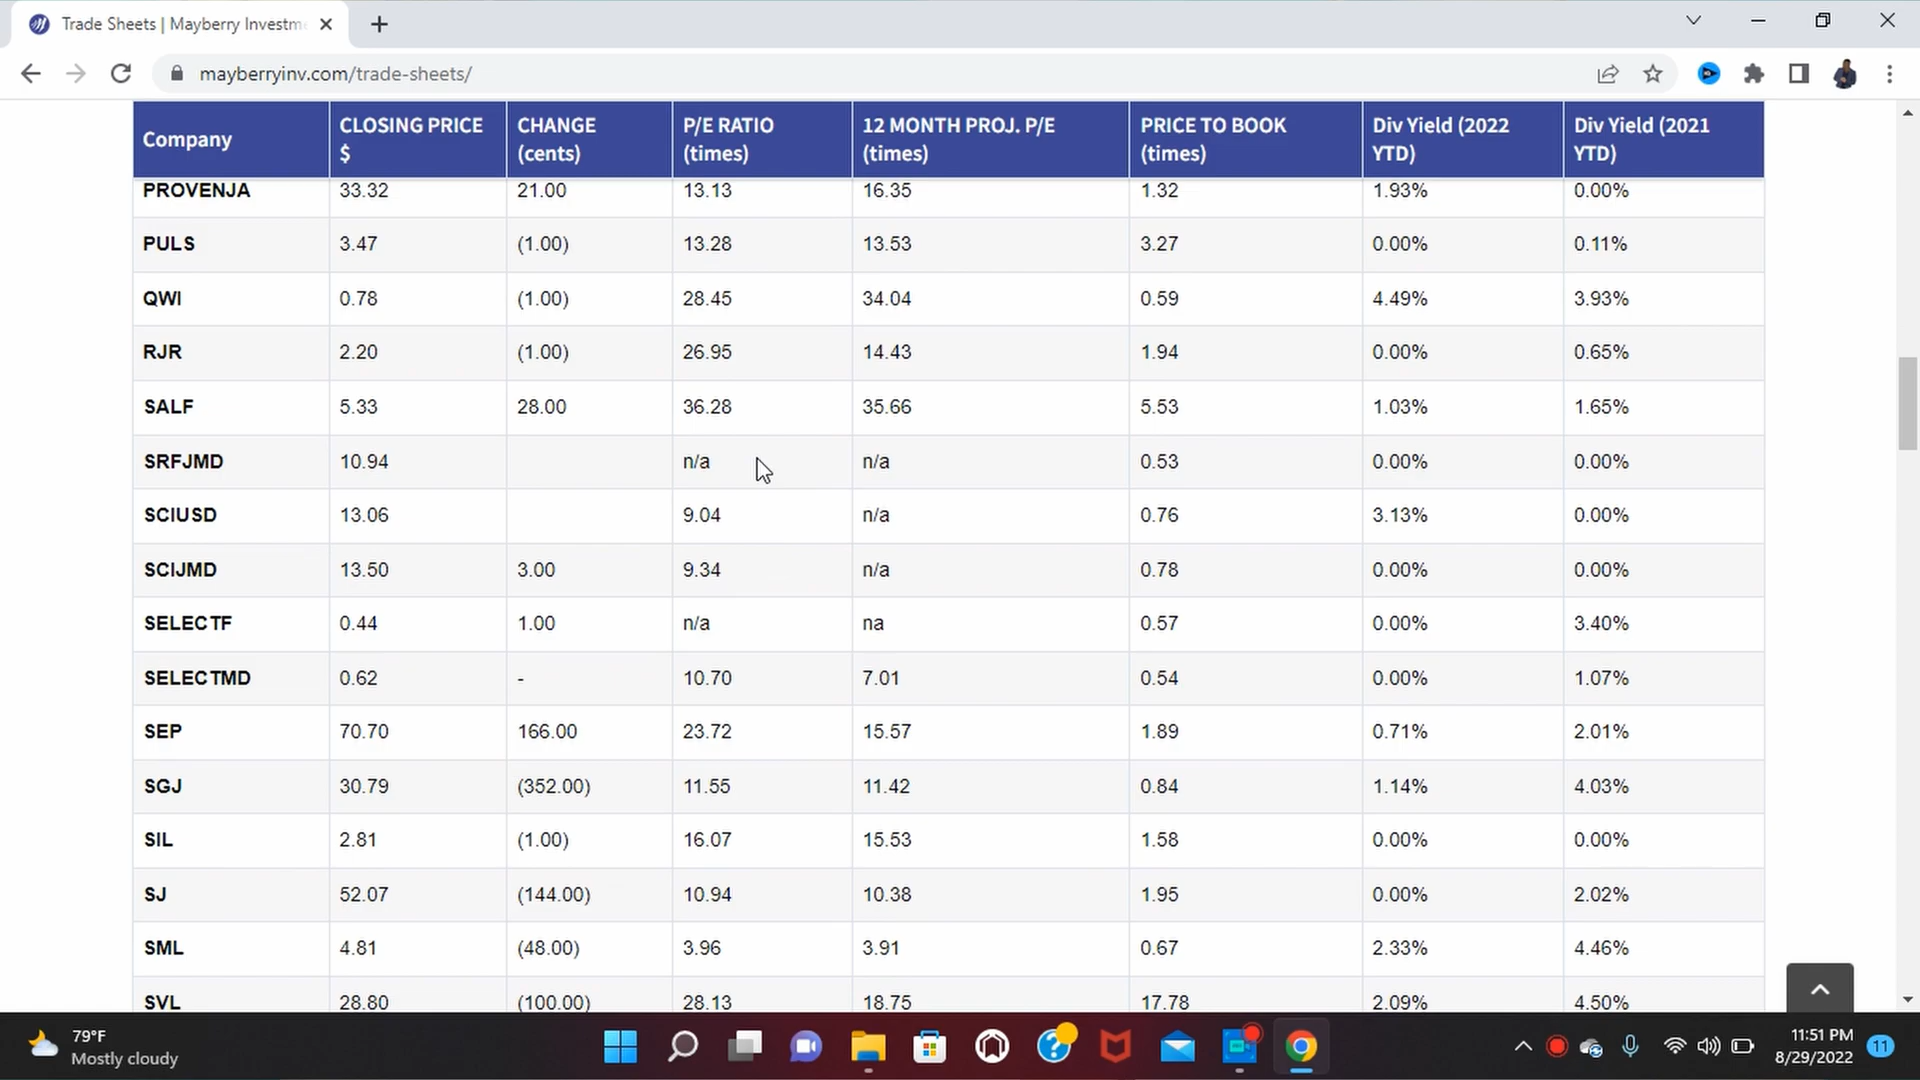 Trade Sheets | Mayberry Investm
mayberryinv.com/trade-sheets/
Company CLOSING PRICE $ CHANGE (cents) P/E RATIO (times) 12 MONTH PROJ. P/E (times) PRICE TO BOOK (times) Div Yield (2022 YTD) Div Yield (2021 YTD)
PROVENJA 33.32 21.00 13.13 16.35 1.32 1.93% 0.00%
PULS 3.47 (1.00) 13.28 13.53 3.27 0.00% 0.11%
QWI 0.78 (1.00) 28.45 34.04 0.59 4.49% 3.93%
RJR 2.20 (1.00) 26.95 14.43 1.94 0.00% 0.65%
SALF 5.33 28.00 36.28 35.66 5.53 1.03% 1.65%
SRFJMD 10.94 n/a n/a 0.53 0.00% 0.00%
SCIUSD 13.06 9.04 n/a 0.76 3.13% 0.00%
SCIJMD 13.50 3.00 9.34 n/a 0.78 0.00% 0.00%
SELECTF 0.44 1.00 n/a na 0.57 0.00% 3.40%
SELECTMD 0.62 - 10.70 7.01 0.54 0.00% 1.07%
SEP 70.70 166.00 23.72 15.57 1.89 0.71% 2.01%
SGJ 30.79 (352.00) 11.55 11.42 0.84 1.14% 4.03%
SIL 2.81 (1.00) 16.07 15.53 1.58 0.00% 0.00%
SJ 52.07 (144.00) 10.94 10.38 1.95 0.00% 2.02%
SML 4.81 (48.00) 3.96 3.91 0.67 2.33% 4.46%
SVL 28.80 (100.00) 28.13 18.75 17.78 2.09% 4.50%
79°F
Mostly cloudy
11:51 PM
8/29/2022
11